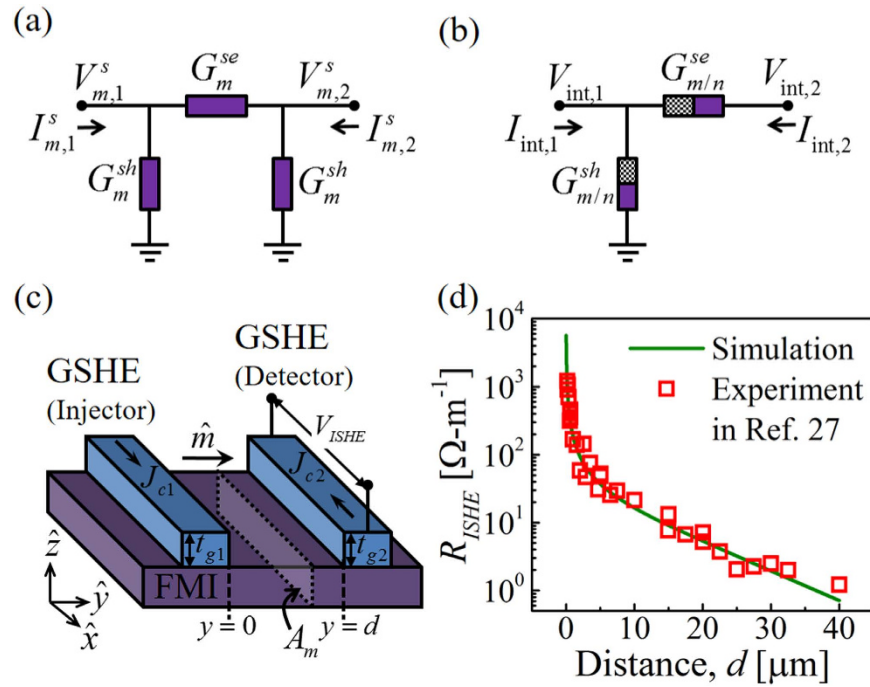 (a)
V^s_{m,1}
G^{se}_m
V^s_{m,2}
I^s_{m,1}
I^s_{m,2}
G^{sh}_m
G^{sh}_m
(b)
V_{int,1}
G^{se}_{m/n}
V_{int,2}
I_{int,1}
I_{int,2}
G^{sh}_{m/n}
(c)
GSHE
(Injector)
GSHE
(Detector)
m̂
V_{ISHE}
J_{c1}
J_{c2}
t_{g1}
t_{g2}
FMI
ẑ
ŷ
x̂
y = 0
A_m
y = d
(d)
R_{ISHE} [Ω-m^{-1}]
10^4
10^3
10^2
10^1
10^0
Simulation
Experiment
in Ref. 27
0 10 20 30 40
Distance, d [μm]